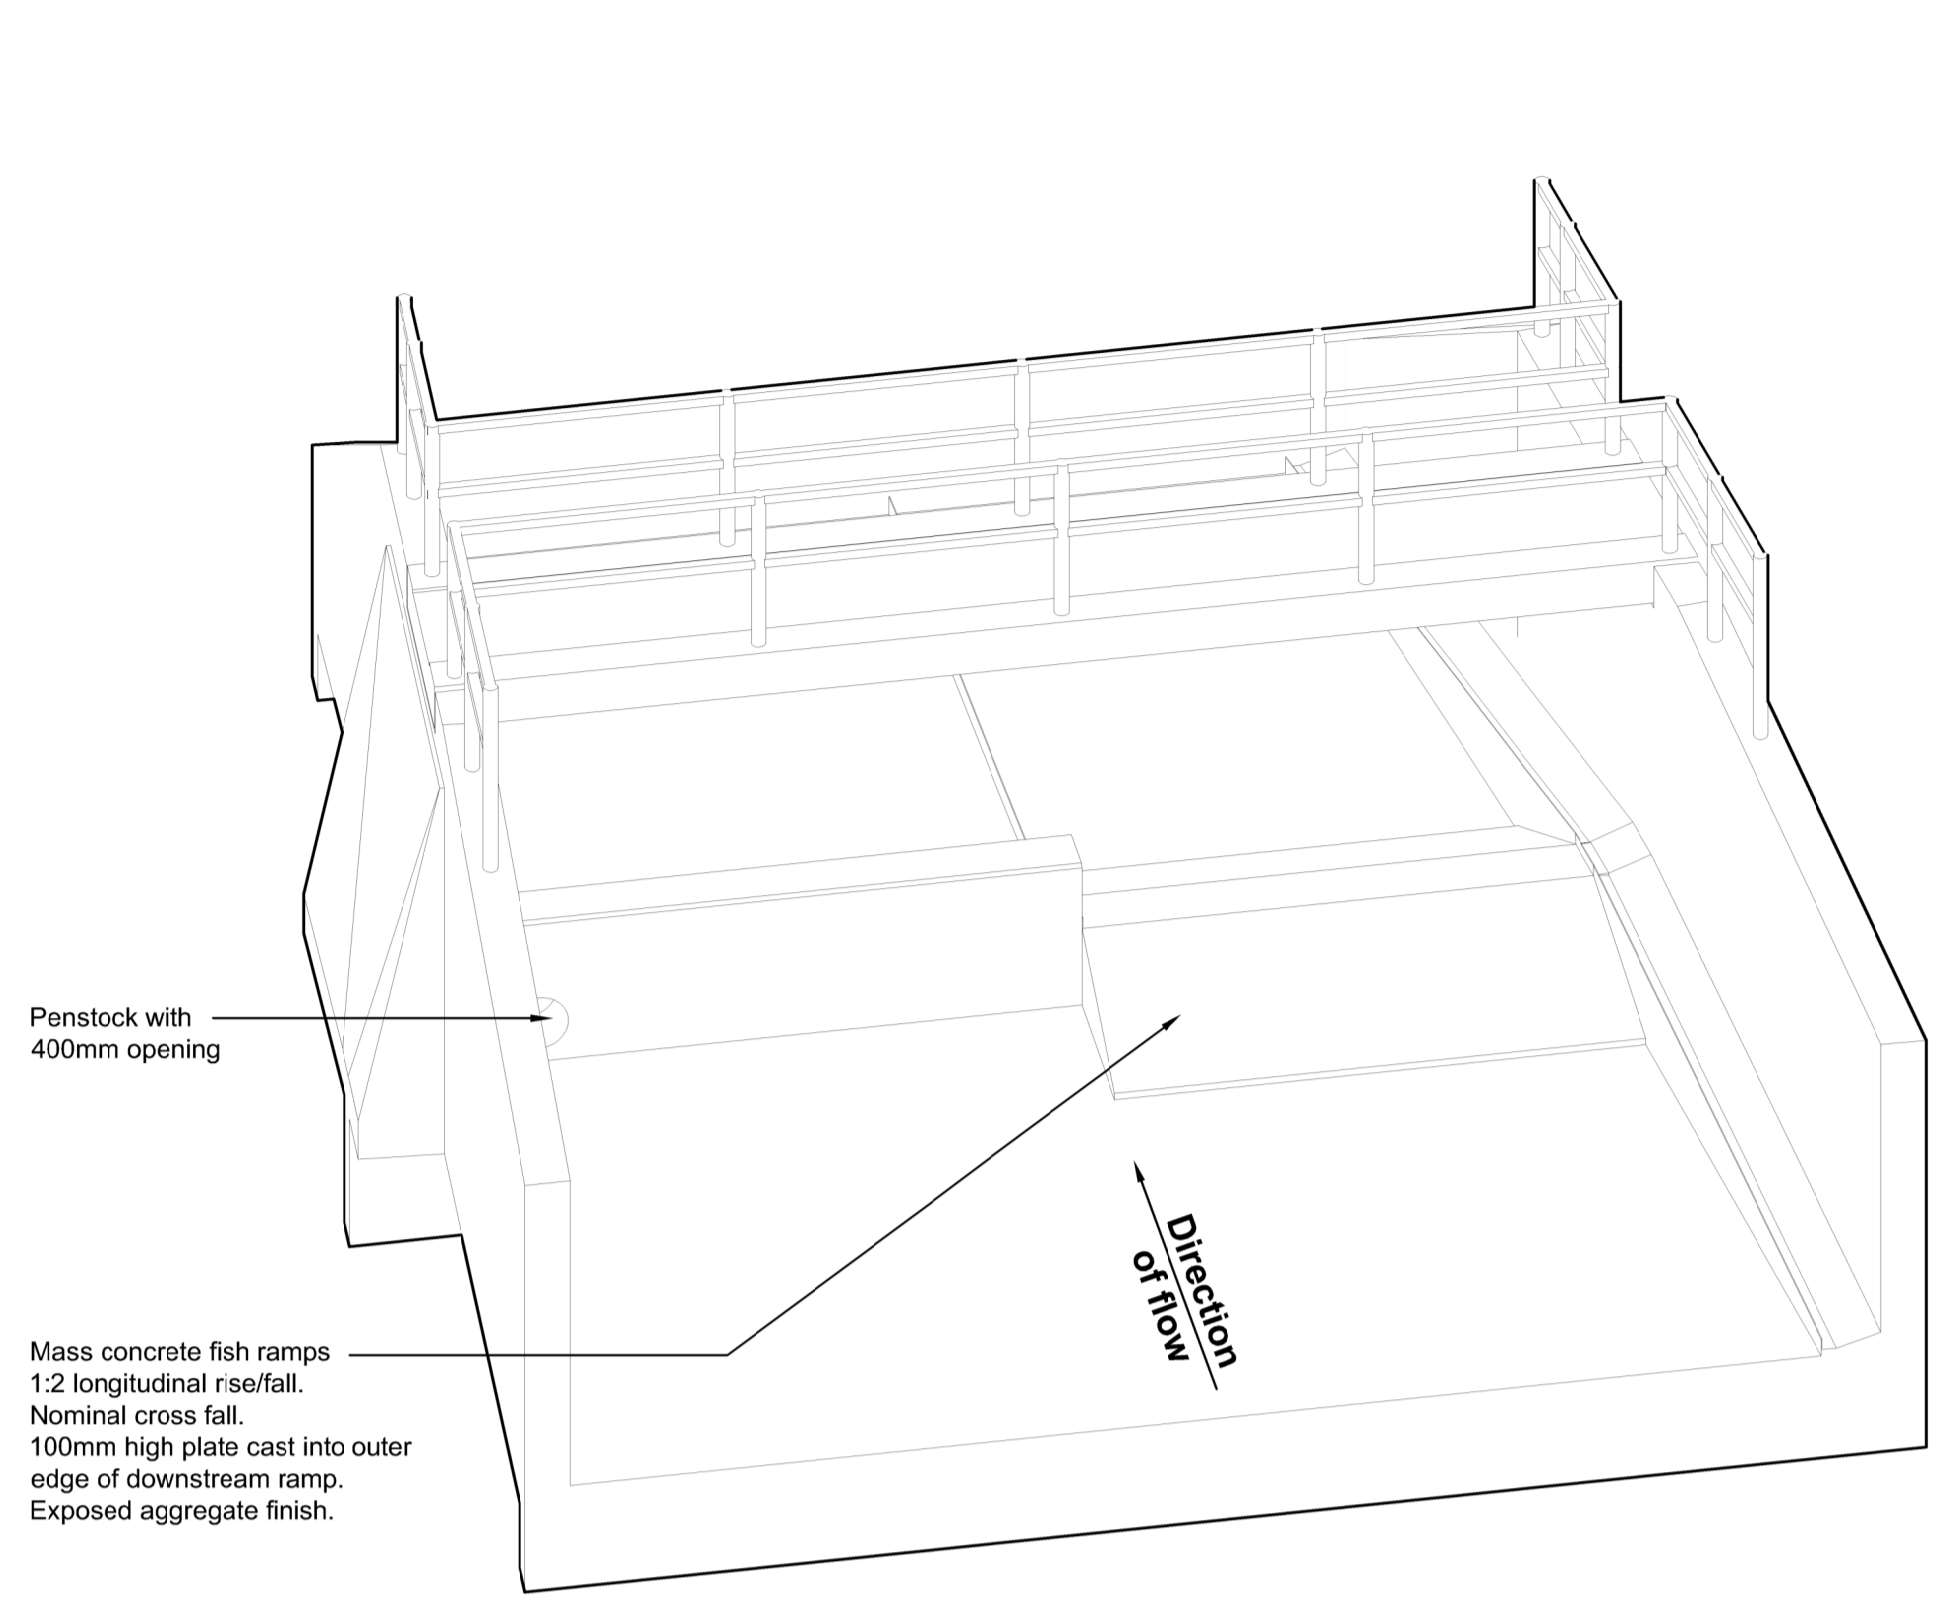 Penstock with
400mm opening
Mass concrete fish ramps
1:2 longitudinal rise/fall.
Nominal cross fall.
100mm high plate cast into outer
edge of downstream ramp.
Exposed aggregate finish.
Direction
of flow